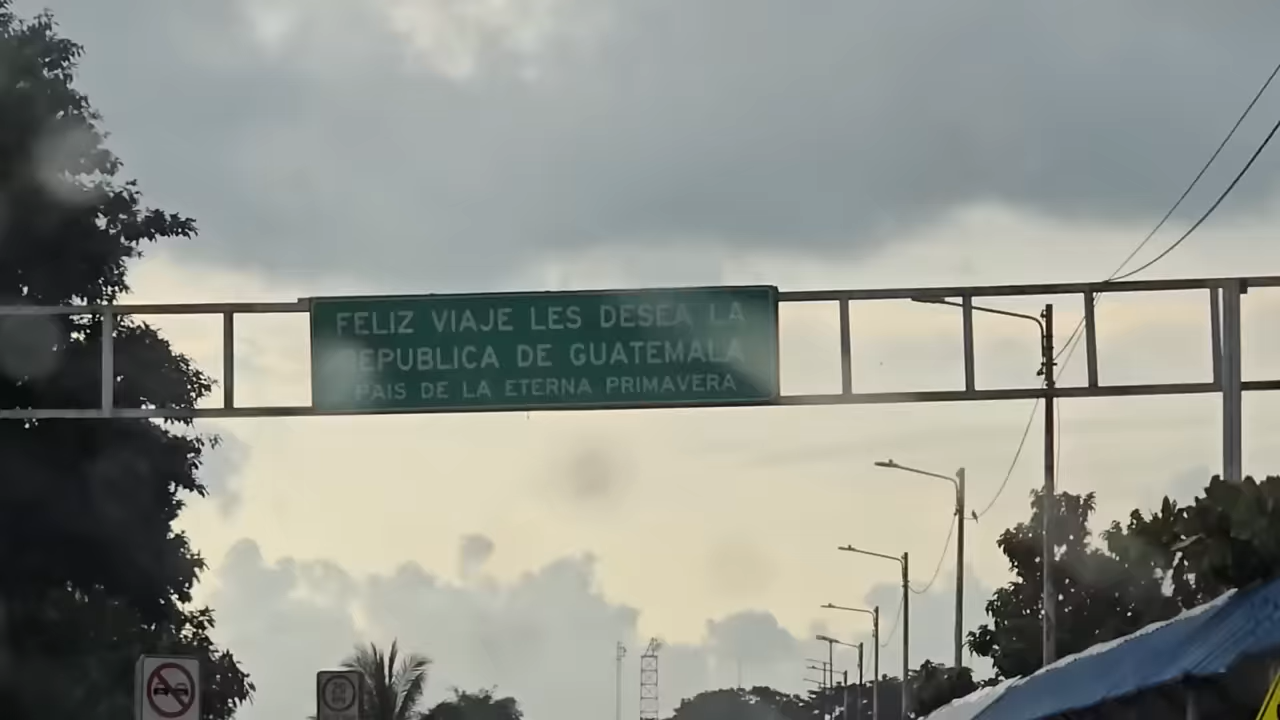 FELIZ VIAJE LES DESEA LA
REPUBLICA DE GUATEMALA
PAIS DE LA ETERNA PRIMAVERA